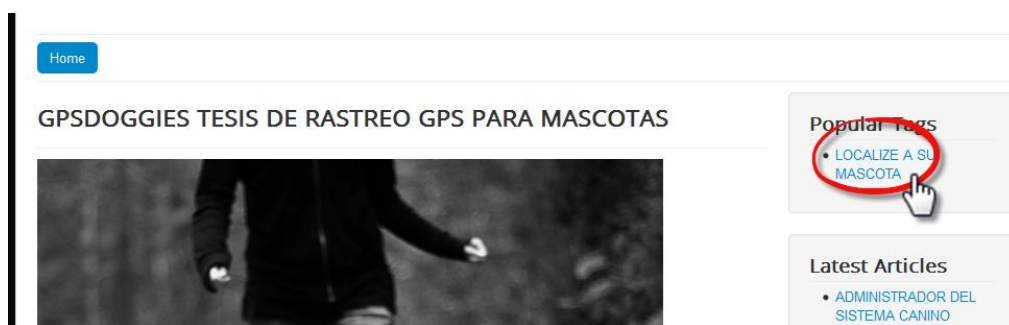 Home
GPSDOGGIES TESIS DE RASTREO GPS PARA MASCOTAS
Popular Tags
LOCALIZE A SU
MASCOTA
Latest Articles
ADMINISTRADOR DEL
SISTEMA CANINO